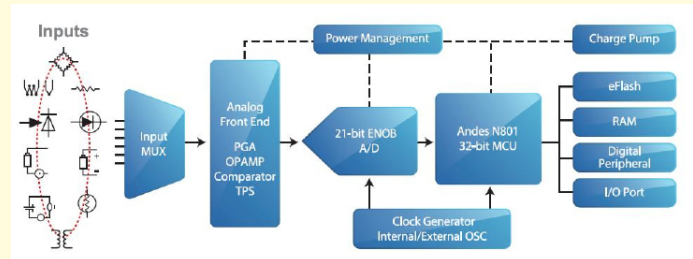 Inputs
Power Management
Charge Pump
Input
MUX
Analog
Front End
PGA
OPAMP
Comparator
TPS
21-bit ENOB
A/D
Andes N801
32-bit MCU
eFlash
RAM
Digital
Peripheral
I/O Port
Clock Generator
Internal/External OSC